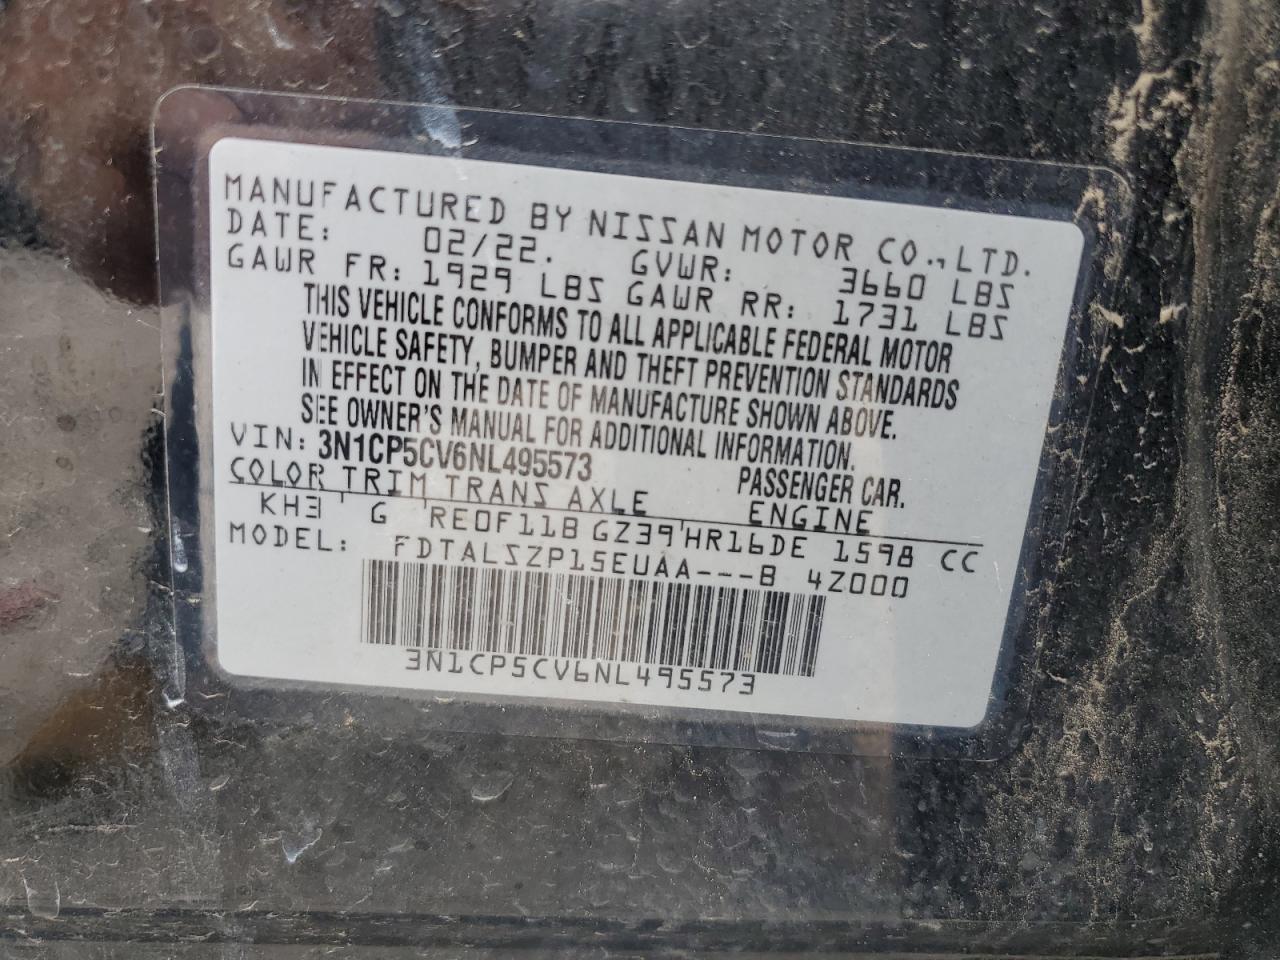 MANUFACTURED BY NISSAN MOTOR CO.,LTD.
DATE: 02/22. GVWR: 3660 LBS
GAWR FR: 1929 LBS GAWR RR: 1731 LBS
THIS VEHICLE CONFORMS TO ALL APPLICABLE FEDERAL MOTOR
VEHICLE SAFETY, BUMPER AND THEFT PREVENTION STANDARDS
IN EFFECT ON THE DATE OF MANUFACTURE SHOWN ABOVE.
SEE OWNER'S MANUAL FOR ADDITIONAL INFORMATION.
VIN: 3N1CP5CV6NL495573 PASSENGER CAR.
COLOR TRIM TRANS AXLE ENGINE
KH3 G RE0F11B GZ39 HR16DE 1598 CC
MODEL: FDTALSZP15EUAA---B 4Z000
3N1CP5CV6NL495573